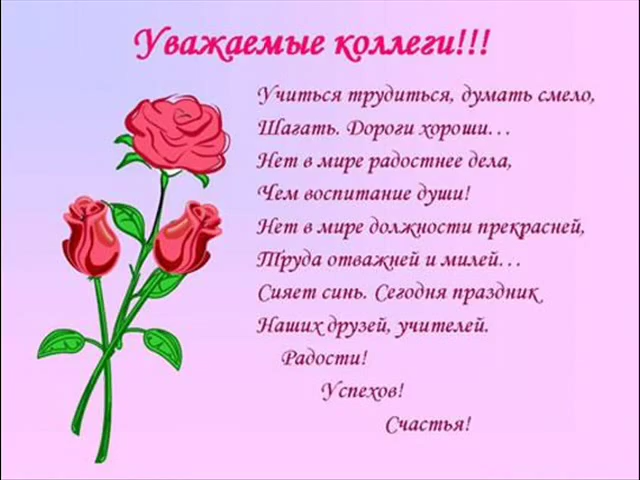 Уважаемые коллеги!!!
Учиться трудиться, думать смело,
Шагать. Дороги хороши...
Нет в мире радостнее дела,
Чем воспитание души!
Нет в мире должности прекрасней,
Труда отважней и милей...
Сияет синь. Сегодня праздник
Наших друзей, учителей.
Радости!
Успехов!
Счастья!